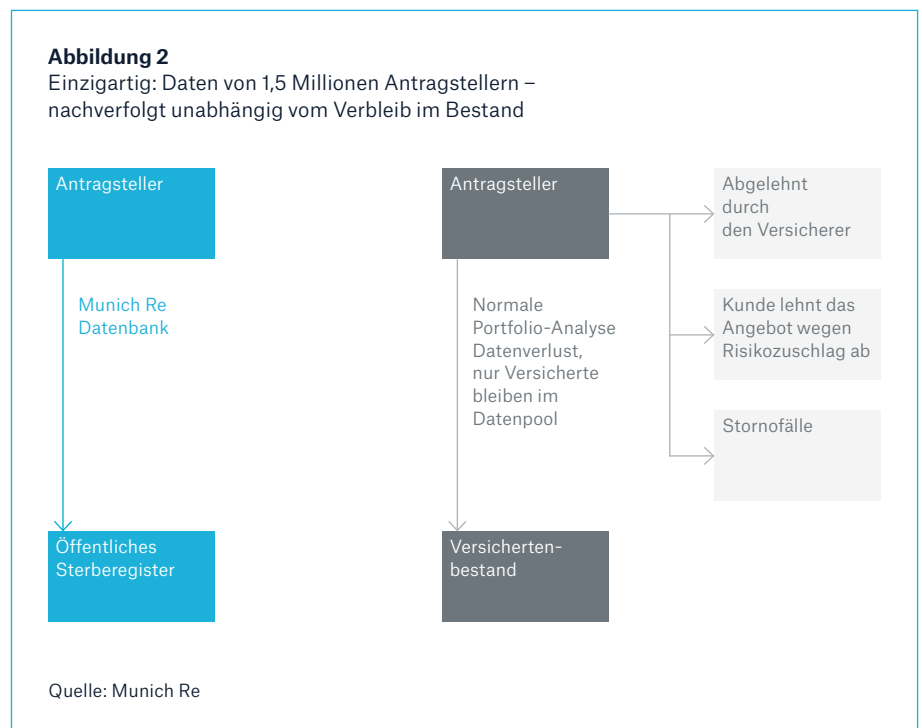 Abbildung 2
Einzigartig: Daten von 1,5 Millionen Antragstellern –
nachverfolgt unabhängig vom Verbleib im Bestand
Antragsteller
Munich Re
Datenbank
Öffentliches
Sterberegister
Antragsteller
Normale
Portfolio-Analyse
Datenverlust,
nur Versicherte
bleiben im
Datenpool
Versicherten-
bestand
Abgelehnt
durch
den Versicherer
Kunde lehnt das
Angebot wegen
Risikozuschlag ab
Stornofälle
Quelle: Munich Re